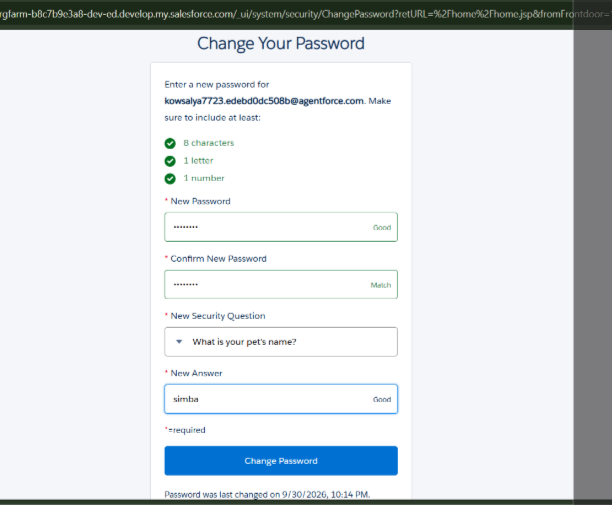 rgfarm-b8c7b9e3a8-dev-ed.develop.my.salesforce.com/_ui/system/security/ChangePassword?retURL=%2Fhome%2Fhome.jsp&fromFrontdoor=
Change Your Password
Enter a new password for
kowsalya7723.edebd0dc508b@agentforce.com. Make
sure to include at least:
8 characters
1 letter
1 number
* New Password
•••••••• Good
* Confirm New Password
•••••••• Match
* New Security Question
What is your pet's name?
* New Answer
simba Good
*=required
Change Password
Password was last changed on 9/30/2026, 10:14 PM.